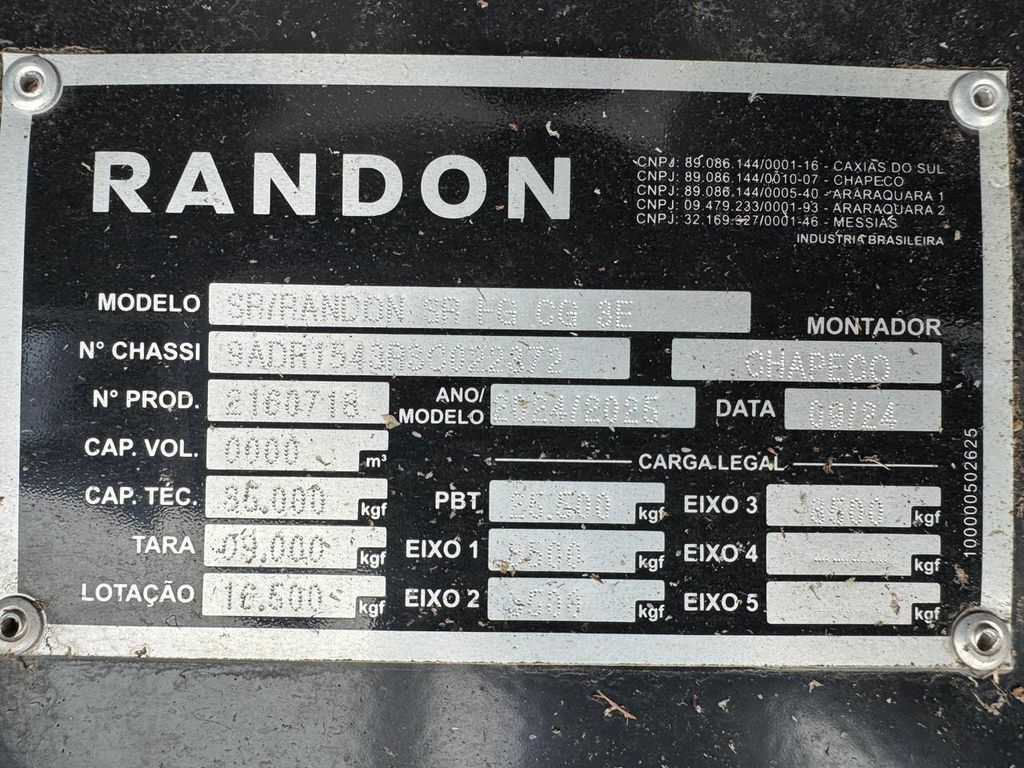 RANDON
CNPJ: 89.086.144/0001-16 - CAXIAS DO SUL
CNPJ: 89.086.144/0010-07 - CHAPECO
CNPJ: 89.086.144/0005-40 - ARARAQUARA 1
CNPJ: 09.479.233/0001-93 - ARARAQUARA 2
CNPJ: 32.169.327/0001-46 - MESSIAS
INDUSTRIA BRASILEIRA
MODELO SR/RANDON SR CG 3E
MONTADOR
N° CHASSI CHAPECO
N° PROD. 2160718 ANO/MODELO 2024/2025 DATA 09/24
CAP. VOL. 0000 m³
CARGA LEGAL
CAP. TÉC. 35.000 kgf PBT 25.500 kgf EIXO 3 8500 kgf
TARA 09.000 kgf EIXO 1 8500 kgf EIXO 4 kgf
LOTAÇÃO 16.500 kgf EIXO 2 8500 kgf EIXO 5 kgf
100000502625